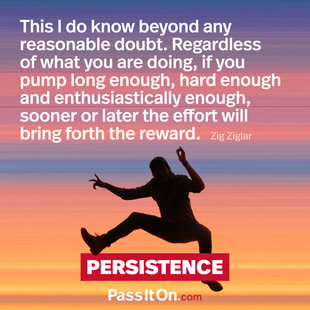 This I do know beyond any
reasonable doubt. Regardless
of what you are doing, if you
pump long enough, hard enough
and enthusiastically enough,
sooner or later the effort will
bring forth the reward. Zig Ziglar
PERSISTENCE
PassItOn.com